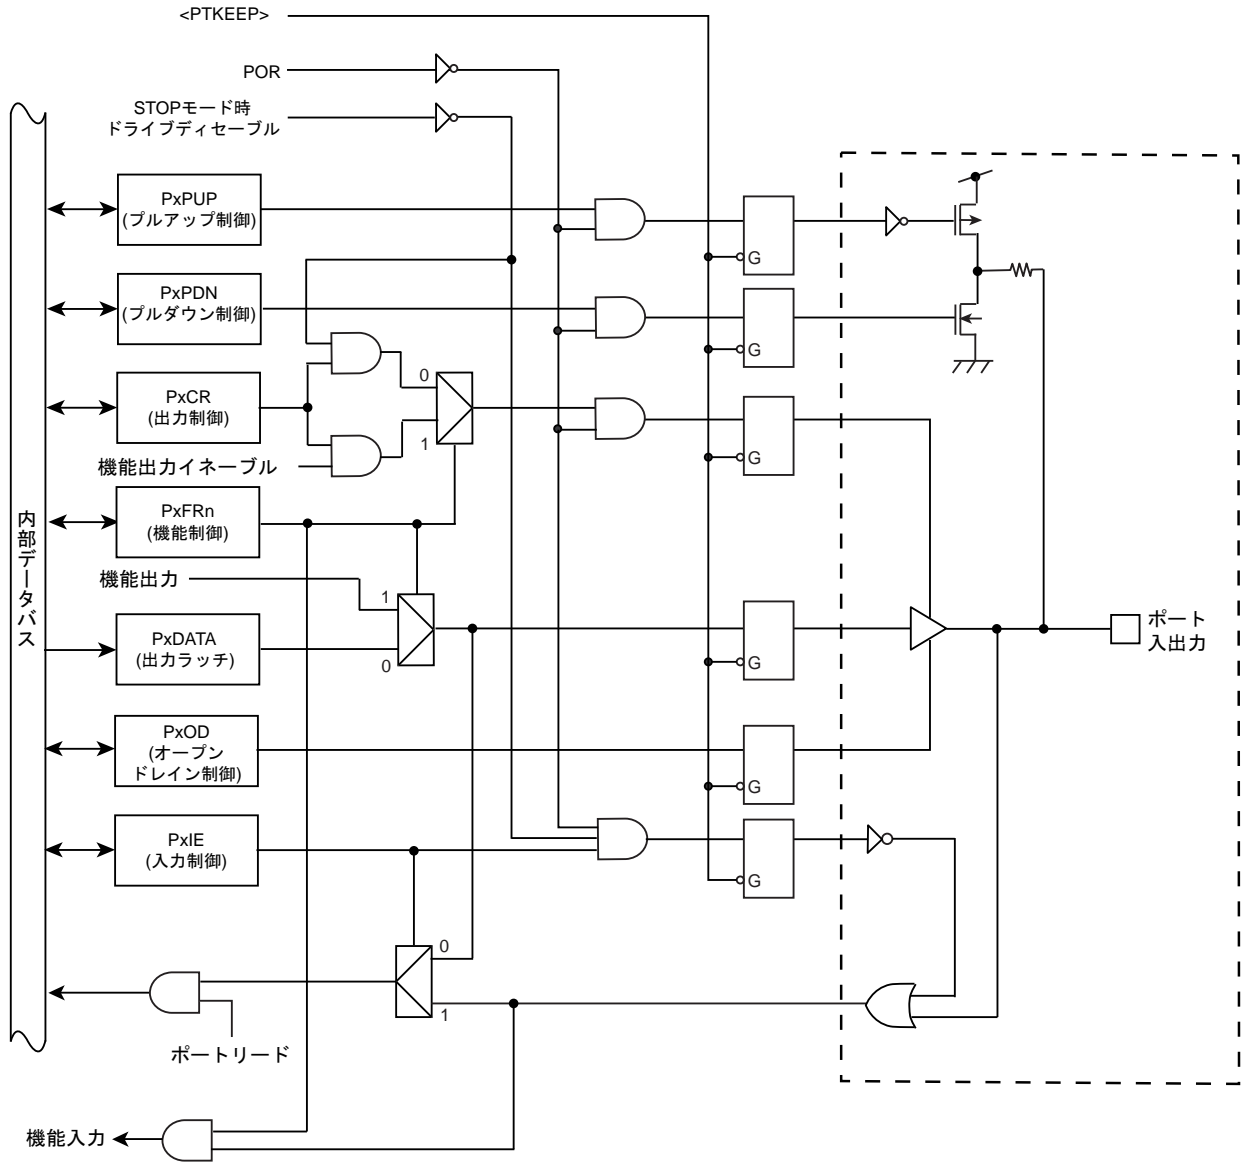 <PTKEEP>
POR
STOPモード時
ドライブディセーブル
PxPUP
(プルアップ制御)
G
PxPDN
(プルダウン制御)
G
PxCR
(出力制御)
0
1
G
機能出力イネーブル
内部データバス
PxFRn
(機能制御)
機能出力
1
0
PxDATA
(出力ラッチ)
G
ポート
入出力
PxOD
(オープン
ドレイン制御)
G
PxIE
(入力制御)
G
0
1
ポートリード
機能入力